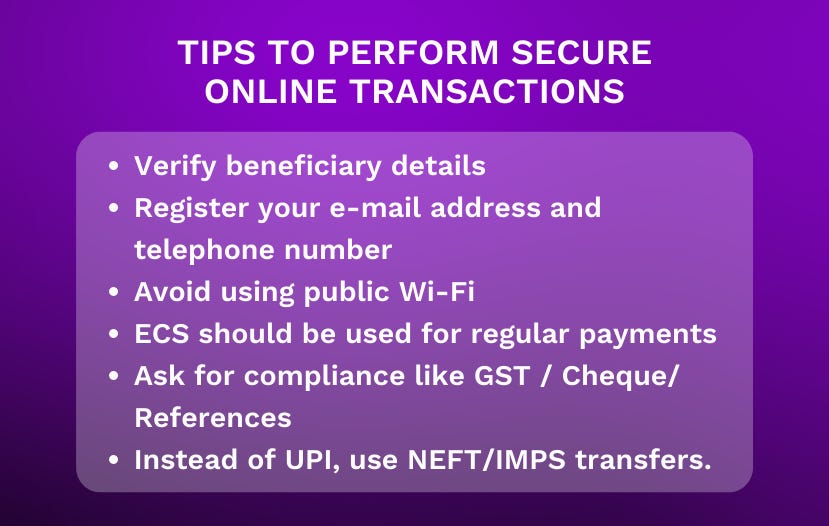 TIPS TO PERFORM SECURE
ONLINE TRANSACTIONS
• Verify beneficiary details
• Register your e-mail address and
telephone number
• Avoid using public Wi-Fi
• ECS should be used for regular payments
• Ask for compliance like GST / Cheque/
References
• Instead of UPI, use NEFT/IMPS transfers.